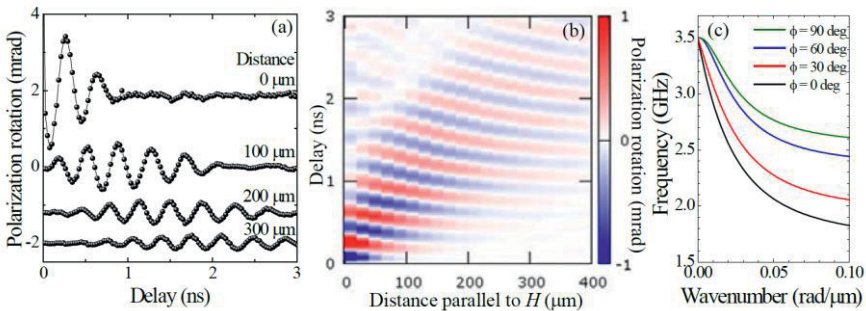 (a)
Polarization rotation (mrad)
4
2
0
-2
Distance
0 μm
100 μm
200 μm
300 μm
0
1
2
3
Delay (ns)
(b)
Delay (ns)
3
2
1
0
0
100
200
300
400
Distance parallel to H (μm)
1
0
-1
Polarization rotation (mrad)
(c)
Frequency (GHz)
3.5
3.0
2.5
2.0
1.5
ϕ = 90 deg
ϕ = 60 deg
ϕ = 30 deg
ϕ = 0 deg
0.00
0.05
0.10
Wavenumber (rad/μm)